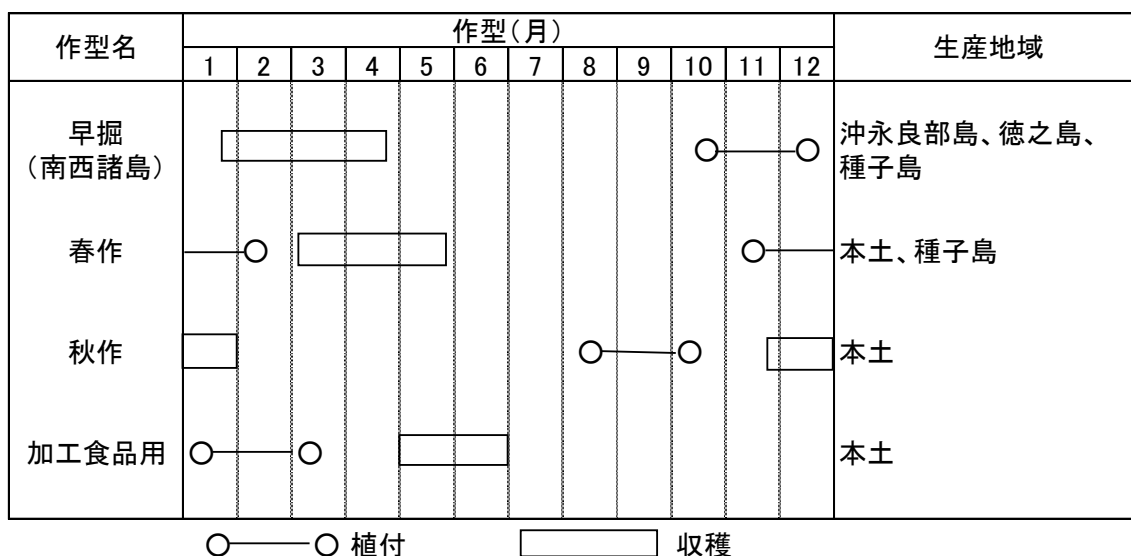 作型名 作型(月) 生産地域
1 2 3 4 5 6 7 8 9 10 11 12
早掘
(南西諸島)
沖永良部島、徳之島、
種子島
春作 本土、種子島
秋作 本土
加工食品用 本土
植付 収穫